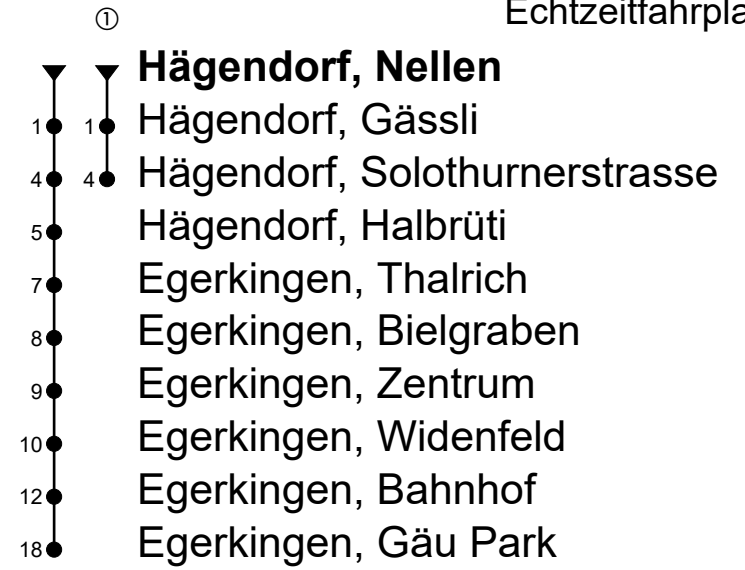 Echtzeitfahrpla
①
Hägendorf, Nellen
1 1 Hägendorf, Gässli
4 4 Hägendorf, Solothurnerstrasse
5 Hägendorf, Halbrüti
7 Egerkingen, Thalrich
8 Egerkingen, Bielgraben
9 Egerkingen, Zentrum
10 Egerkingen, Widenfeld
12 Egerkingen, Bahnhof
18 Egerkingen, Gäu Park